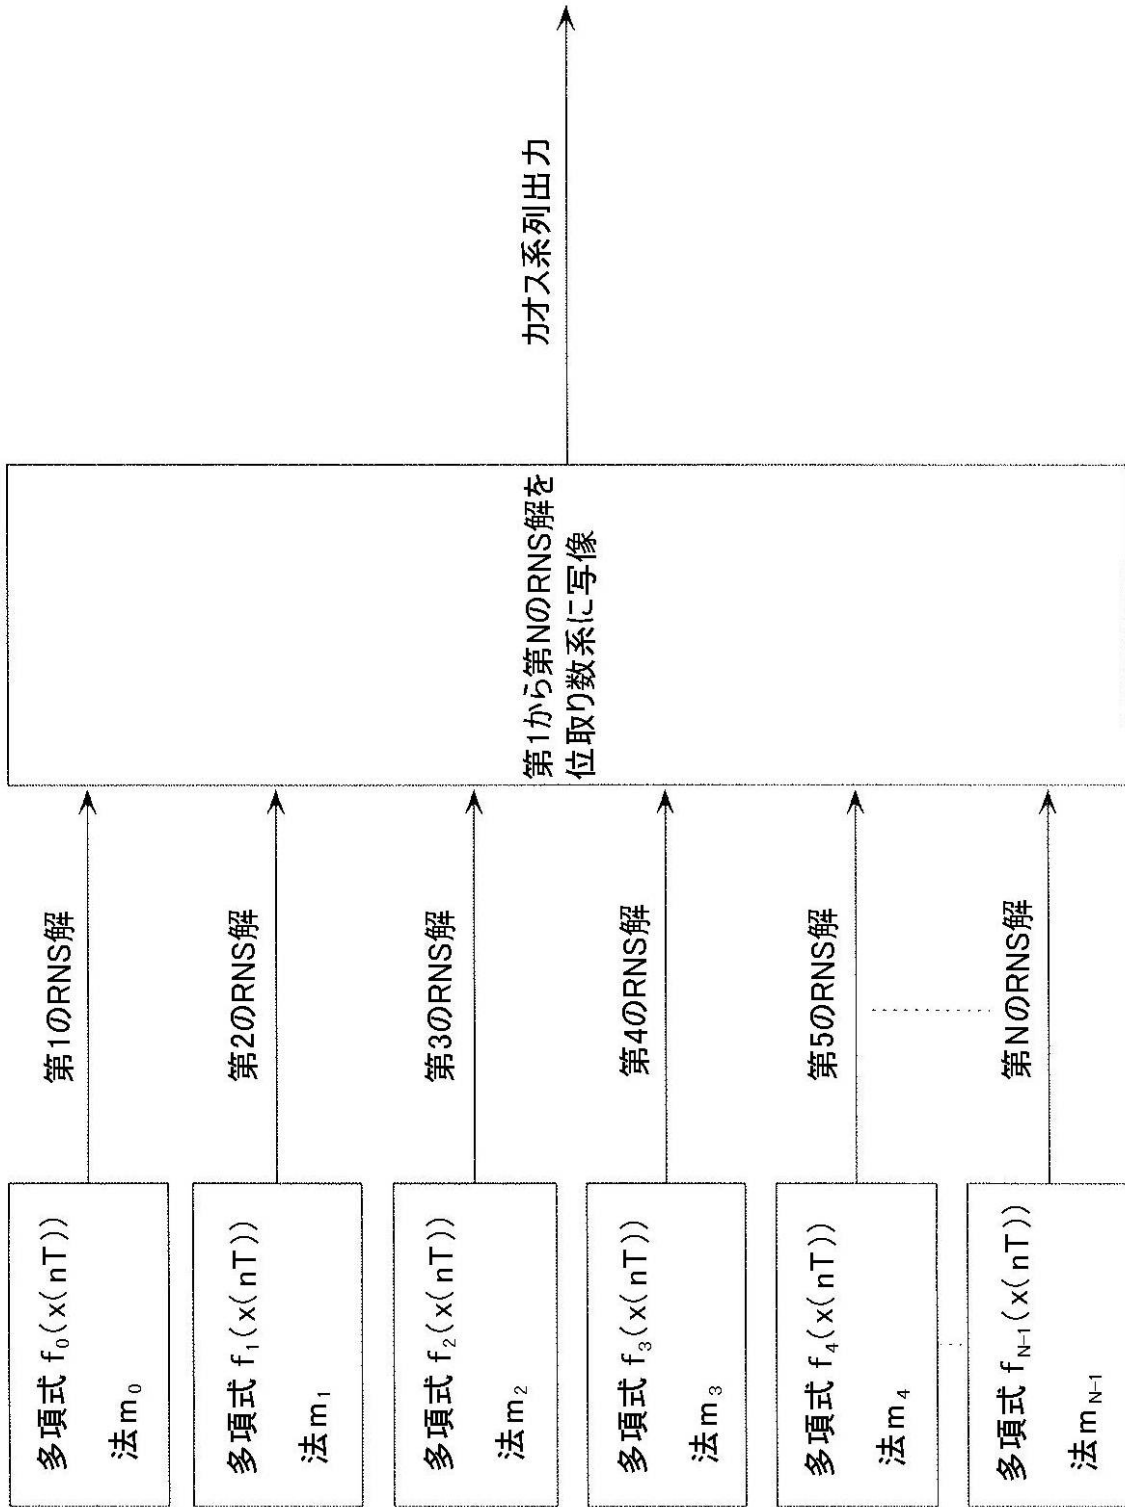 多項式 f₀(x(nT))
法m₀
第1のRNS解
多項式 f₁(x(nT))
法m₁
第2のRNS解
多項式 f₂(x(nT))
法m₂
第3のRNS解
多項式 f₃(x(nT))
法m₃
第4のRNS解
多項式 f₄(x(nT))
法m₄
第5のRNS解
多項式 f_{N-1}(x(nT))
法m_{N-1}
第NのRNS解
第1から第NのRNS解を
位取り数系に写像
カオス系列出力